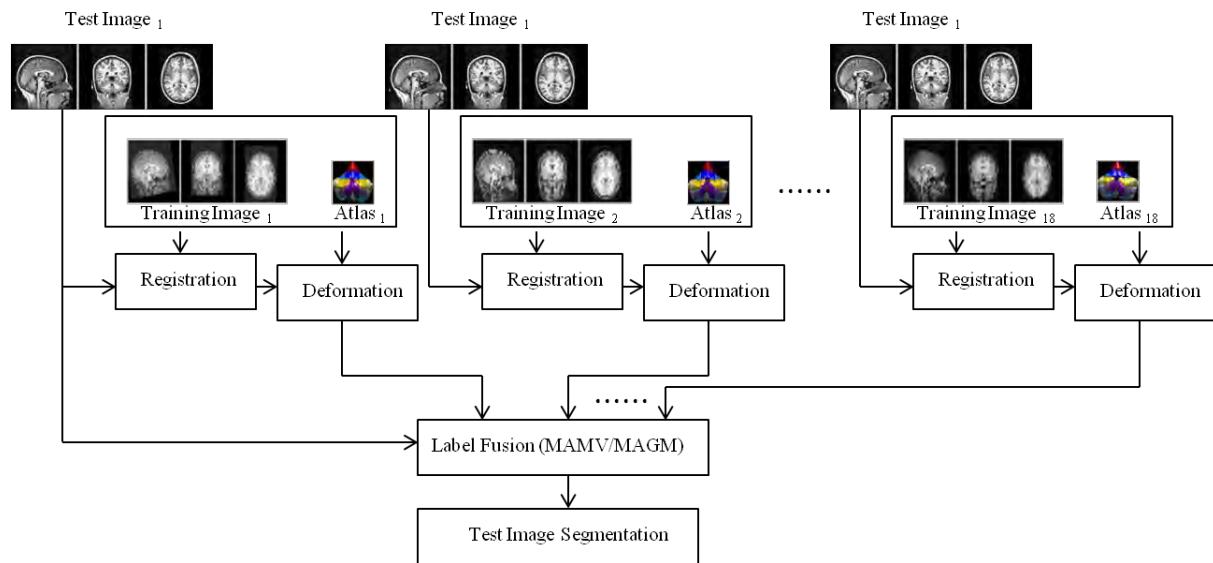 Test Image 1
Test Image 1
Test Image 1
Training Image 1
Atlas 1
Training Image 2
Atlas 2
......
Training Image 18
Atlas 18
Registration
Deformation
Registration
Deformation
Registration
Deformation
......
Label Fusion (MAMV/MAGM)
Test Image Segmentation